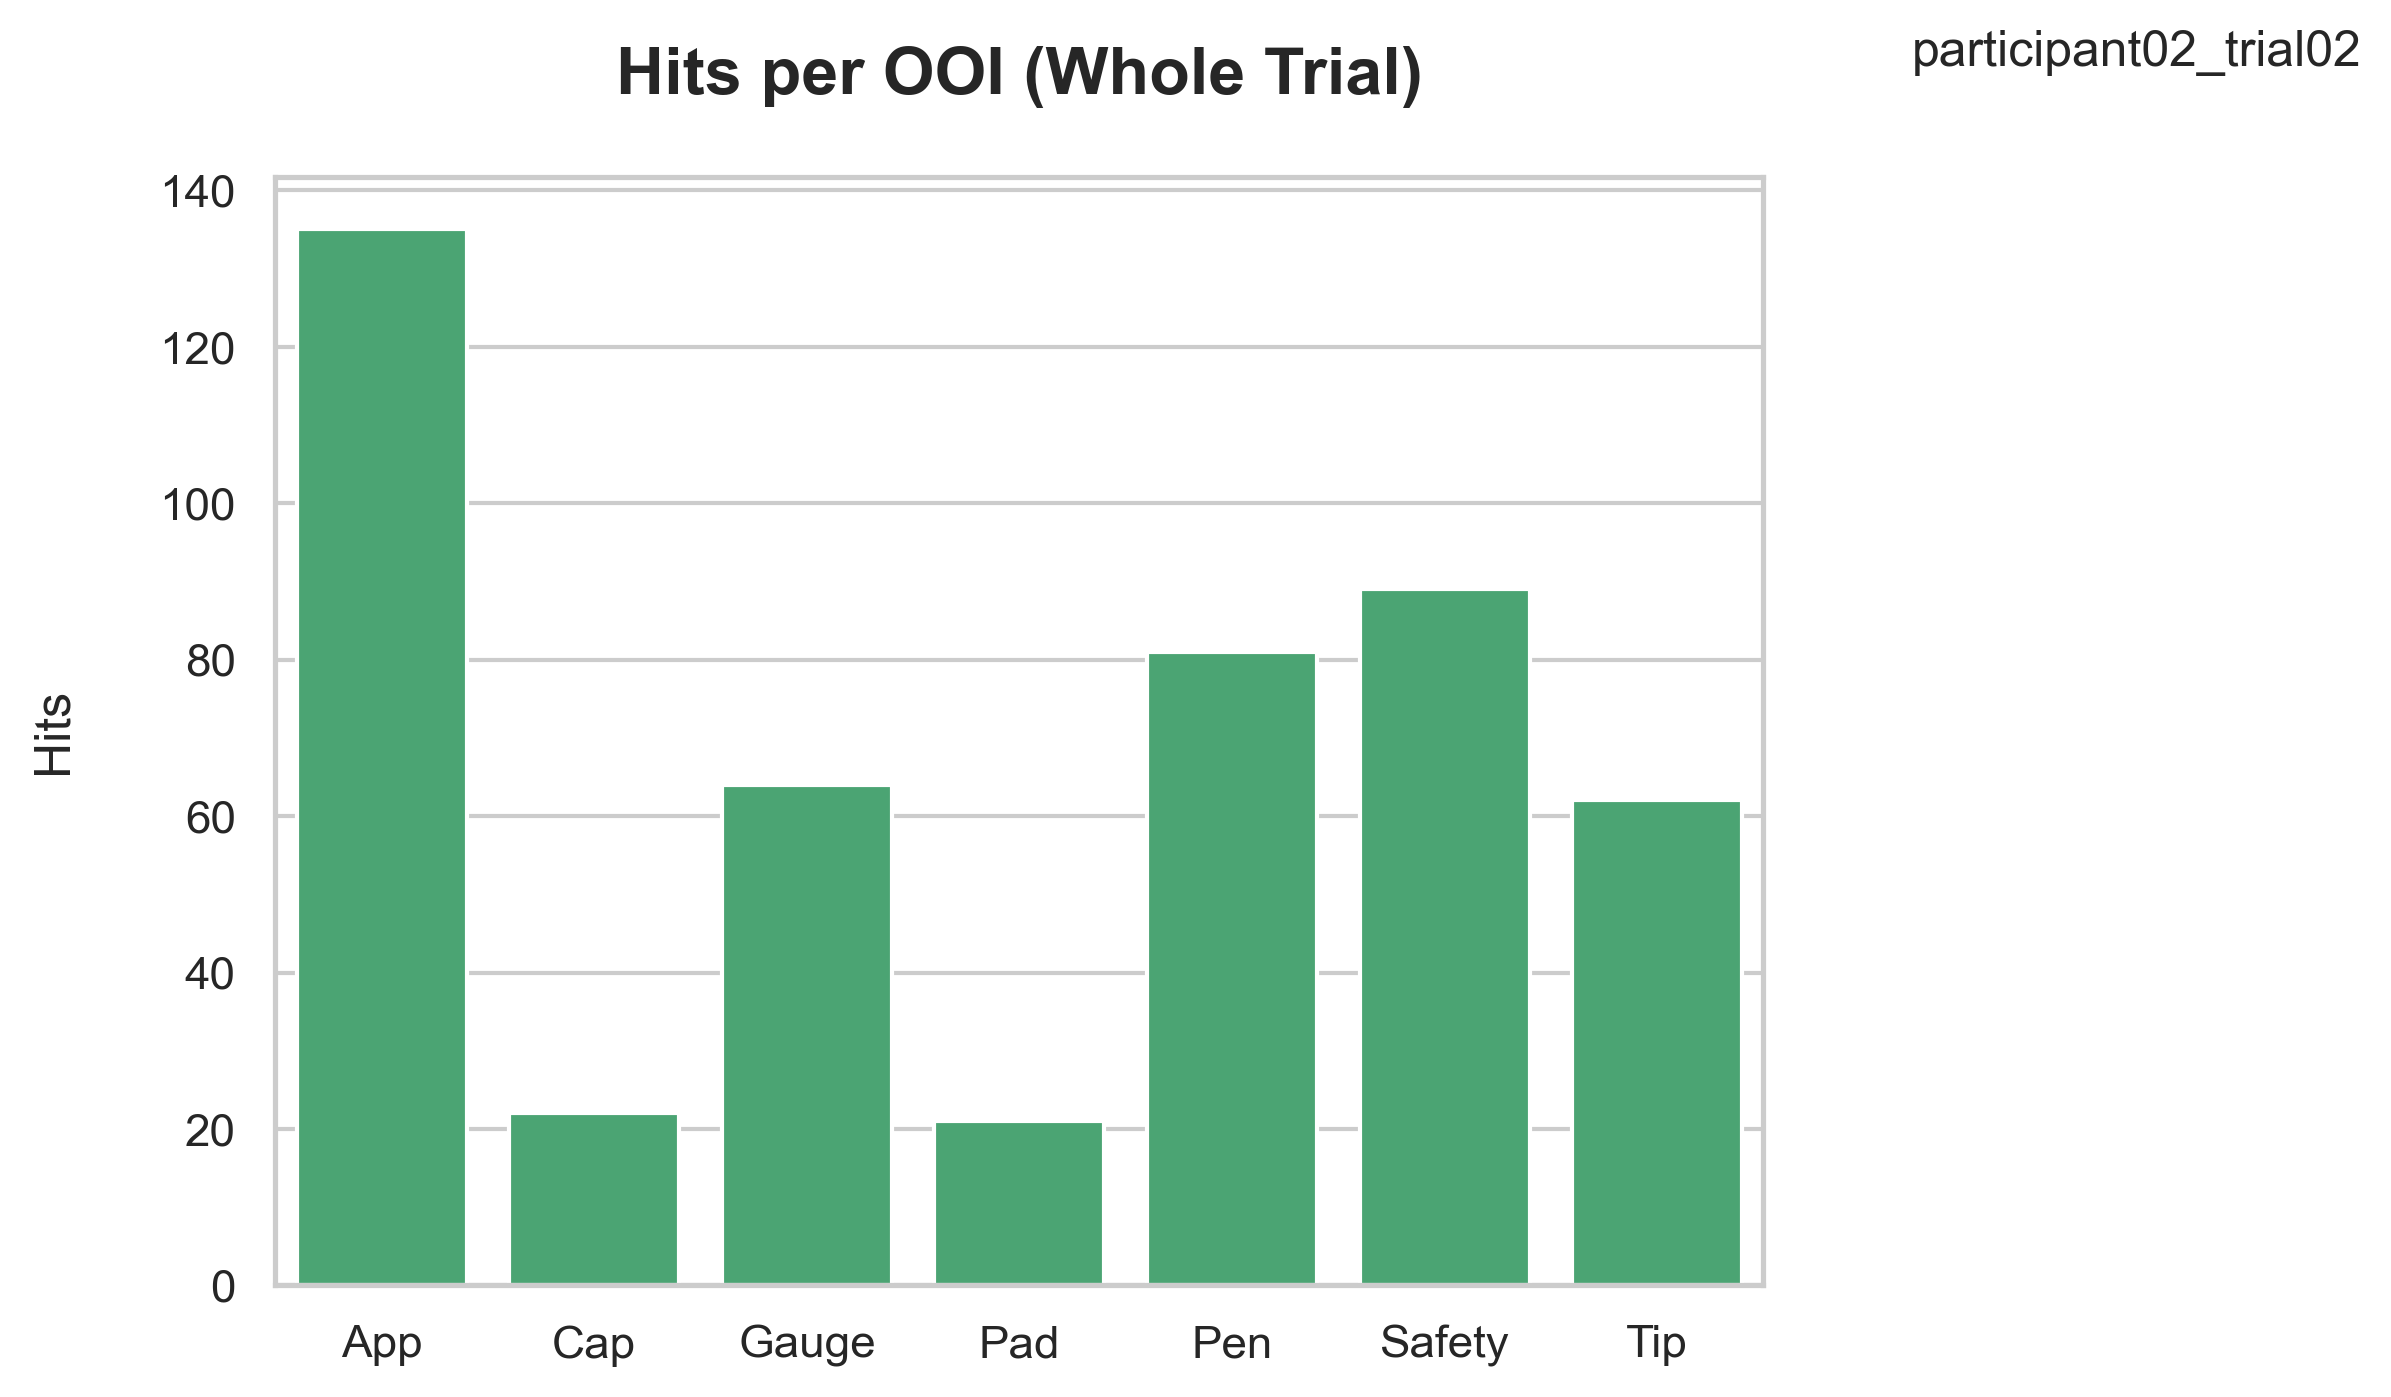 participant02_trial02
Hits per OOI (Whole Trial)
140
120
100
80
60
40
20
0
Hits
App Cap Gauge Pad Pen Safety Tip